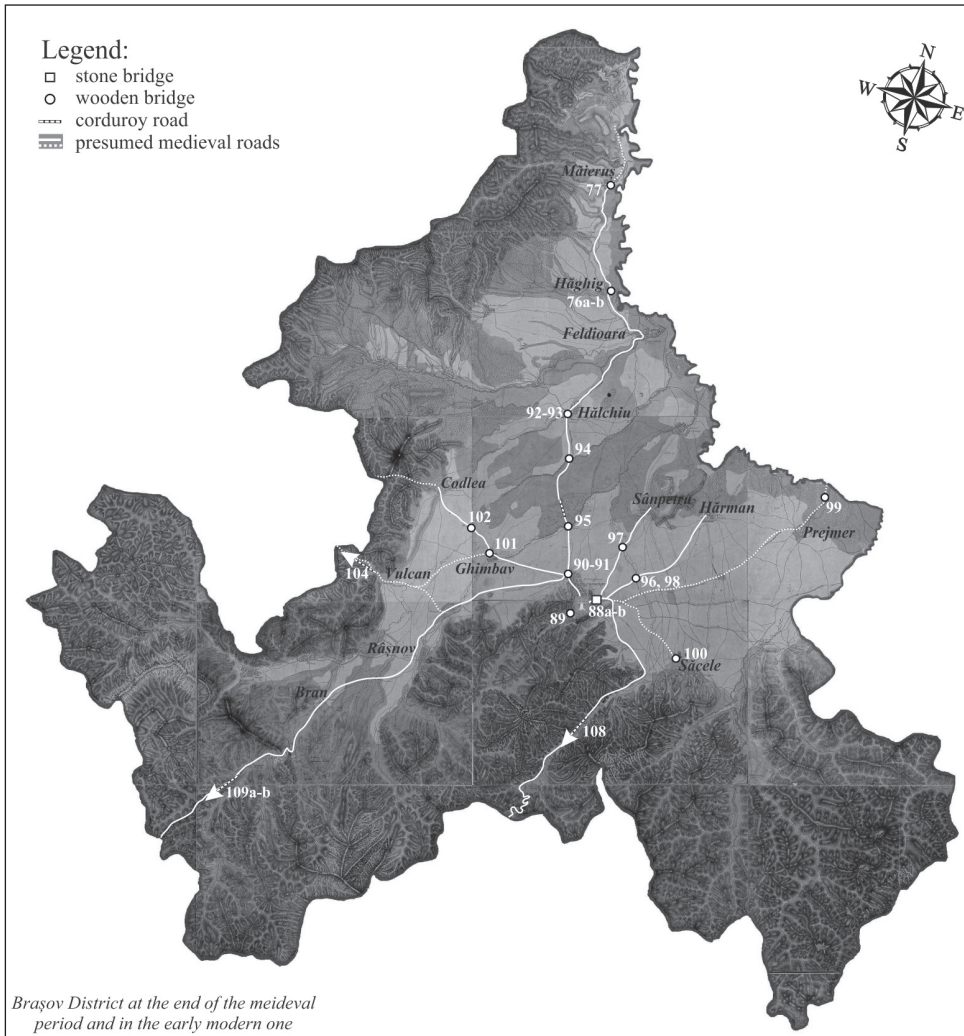 Legend:
stone bridge
wooden bridge
corduroy road
presumed medieval roads
N
W
E
S
Măieruș
77
Hăghig
76a-b
Feldioara
92-93
Hălchiu
94
Codlea
Sânpetru
Hărman
99
102
95
Prejmer
101
97
104
Vulcan
Ghimbav
90-91
96, 98
89
88a-b
Râșnov
100
Săcele
Bran
108
109a-b
Brașov District at the end of the meideval
period and in the early modern one